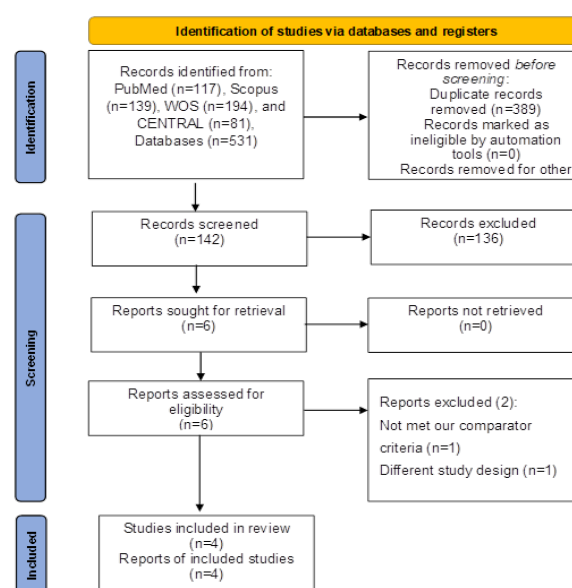 Identification of studies via databases and registers
Identification
Records identified from:
PubMed (n=117), Scopus
(n=139), WOS (n=194), and
CENTRAL (n=81),
Databases (n=531)
Records removed before
screening:
Duplicate records
removed (n=389)
Records marked as
ineligible by automation
tools (n=0)
Records removed for other
Screening
Records screened
(n=142)
Records excluded
(n=136)
Reports sought for retrieval
(n=6)
Reports not retrieved
(n=0)
Reports assessed for
eligibility
(n=6)
Reports excluded (2):
Not met our comparator
criteria (n=1)
Different study design (n=1)
Included
Studies included in review
(n=4)
Reports of included studies
(n=4)